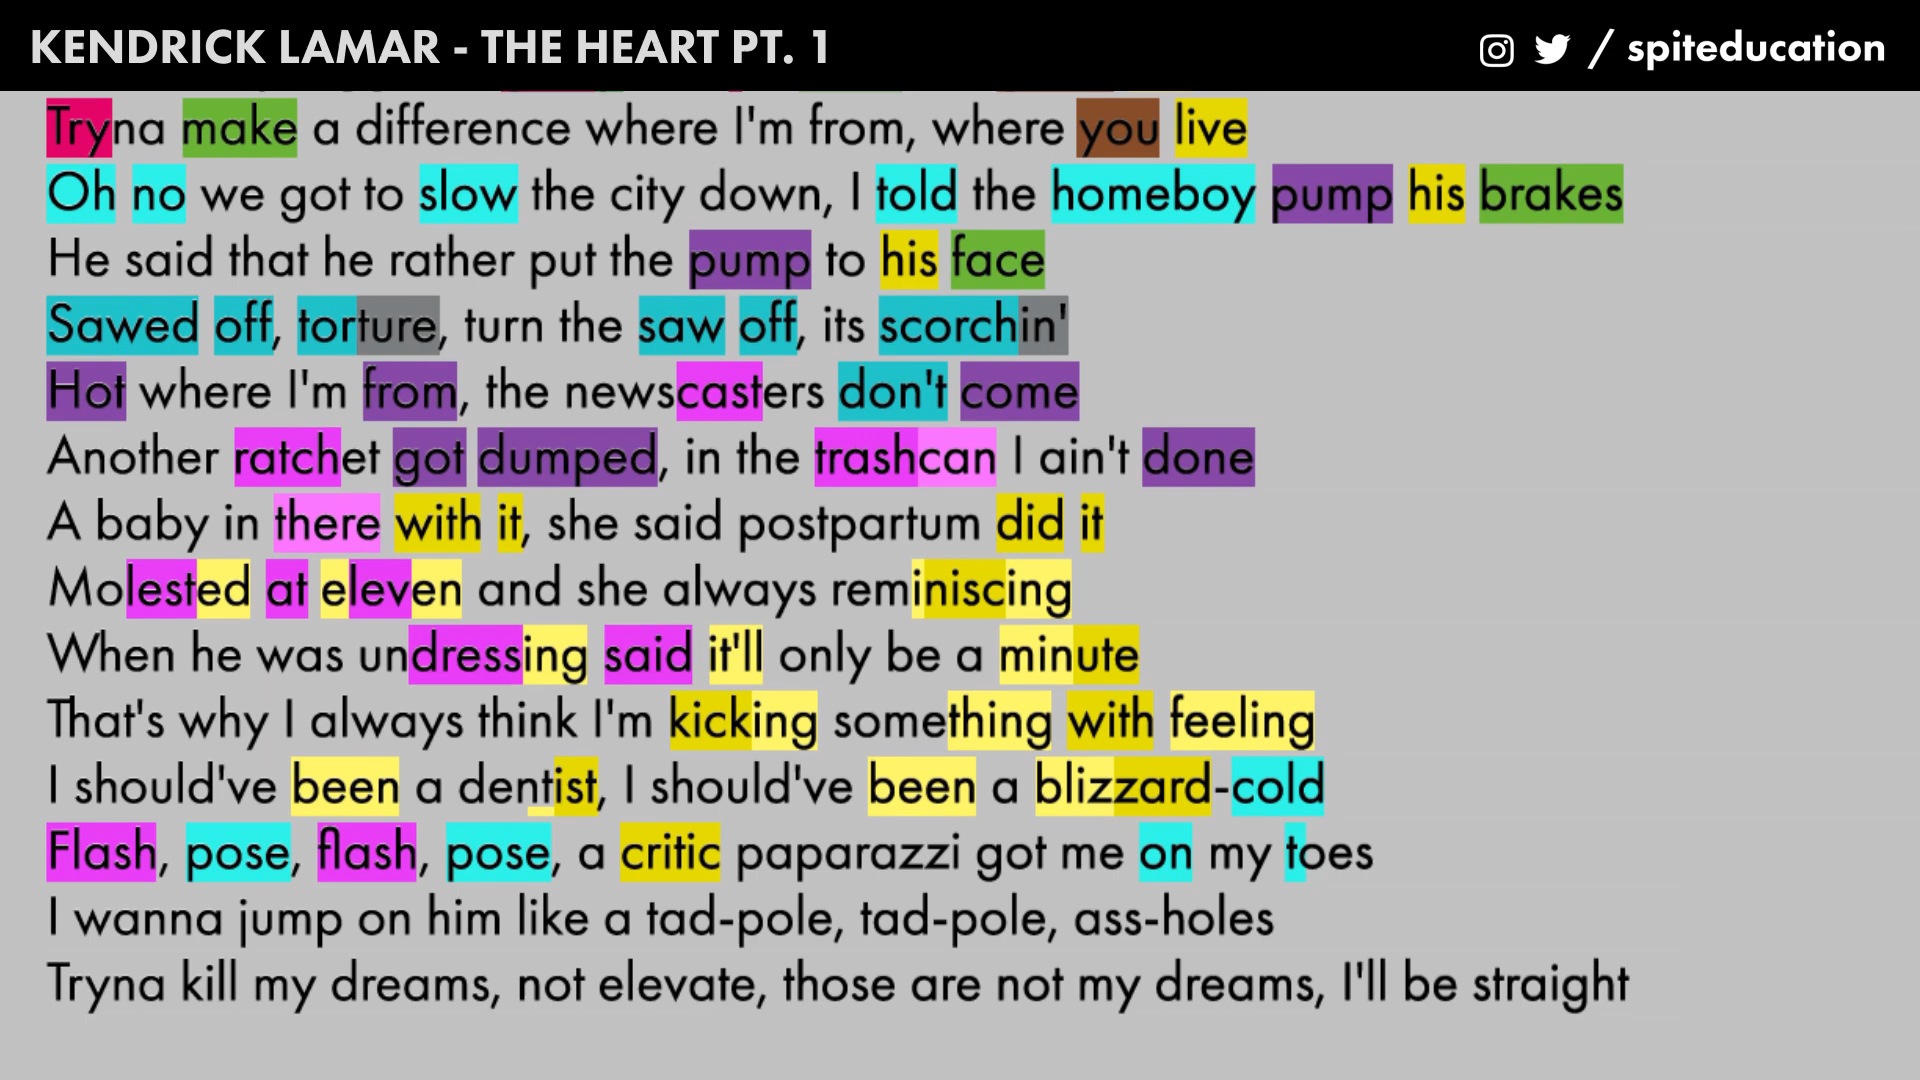 KENDRICK LAMAR - THE HEART PT. 1
/ spiteducation
Tryna make a difference where I'm from, where you live
Oh no we got to slow the city down, I told the homeboy pump his brakes
He said that he rather put the pump to his face
Sawed off, torture, turn the saw off, its scorchin'
Hot where I'm from, the newscasters don't come
Another ratchet got dumped, in the trashcan I ain't done
A baby in there with it, she said postpartum did it
Molested at eleven and she always reminiscing
When he was undressing said it'll only be a minute
That's why I always think I'm kicking something with feeling
I should've been a dentist, I should've been a blizzard-cold
Flash, pose, flash, pose, a critic paparazzi got me on my toes
I wanna jump on him like a tad-pole, tad-pole, ass-holes
Tryna kill my dreams, not elevate, those are not my dreams, I'll be straight